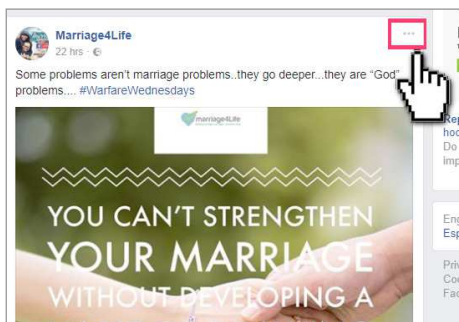 Marriage4Life
22 hrs ·
Some problems aren't marriage problems..they go deeper...they are "God"
problems.... #WarfareWednesdays
marriage4Life
YOU CAN'T STRENGTHEN
YOUR MARRIAGE
WITHOUT DEVELOPING A